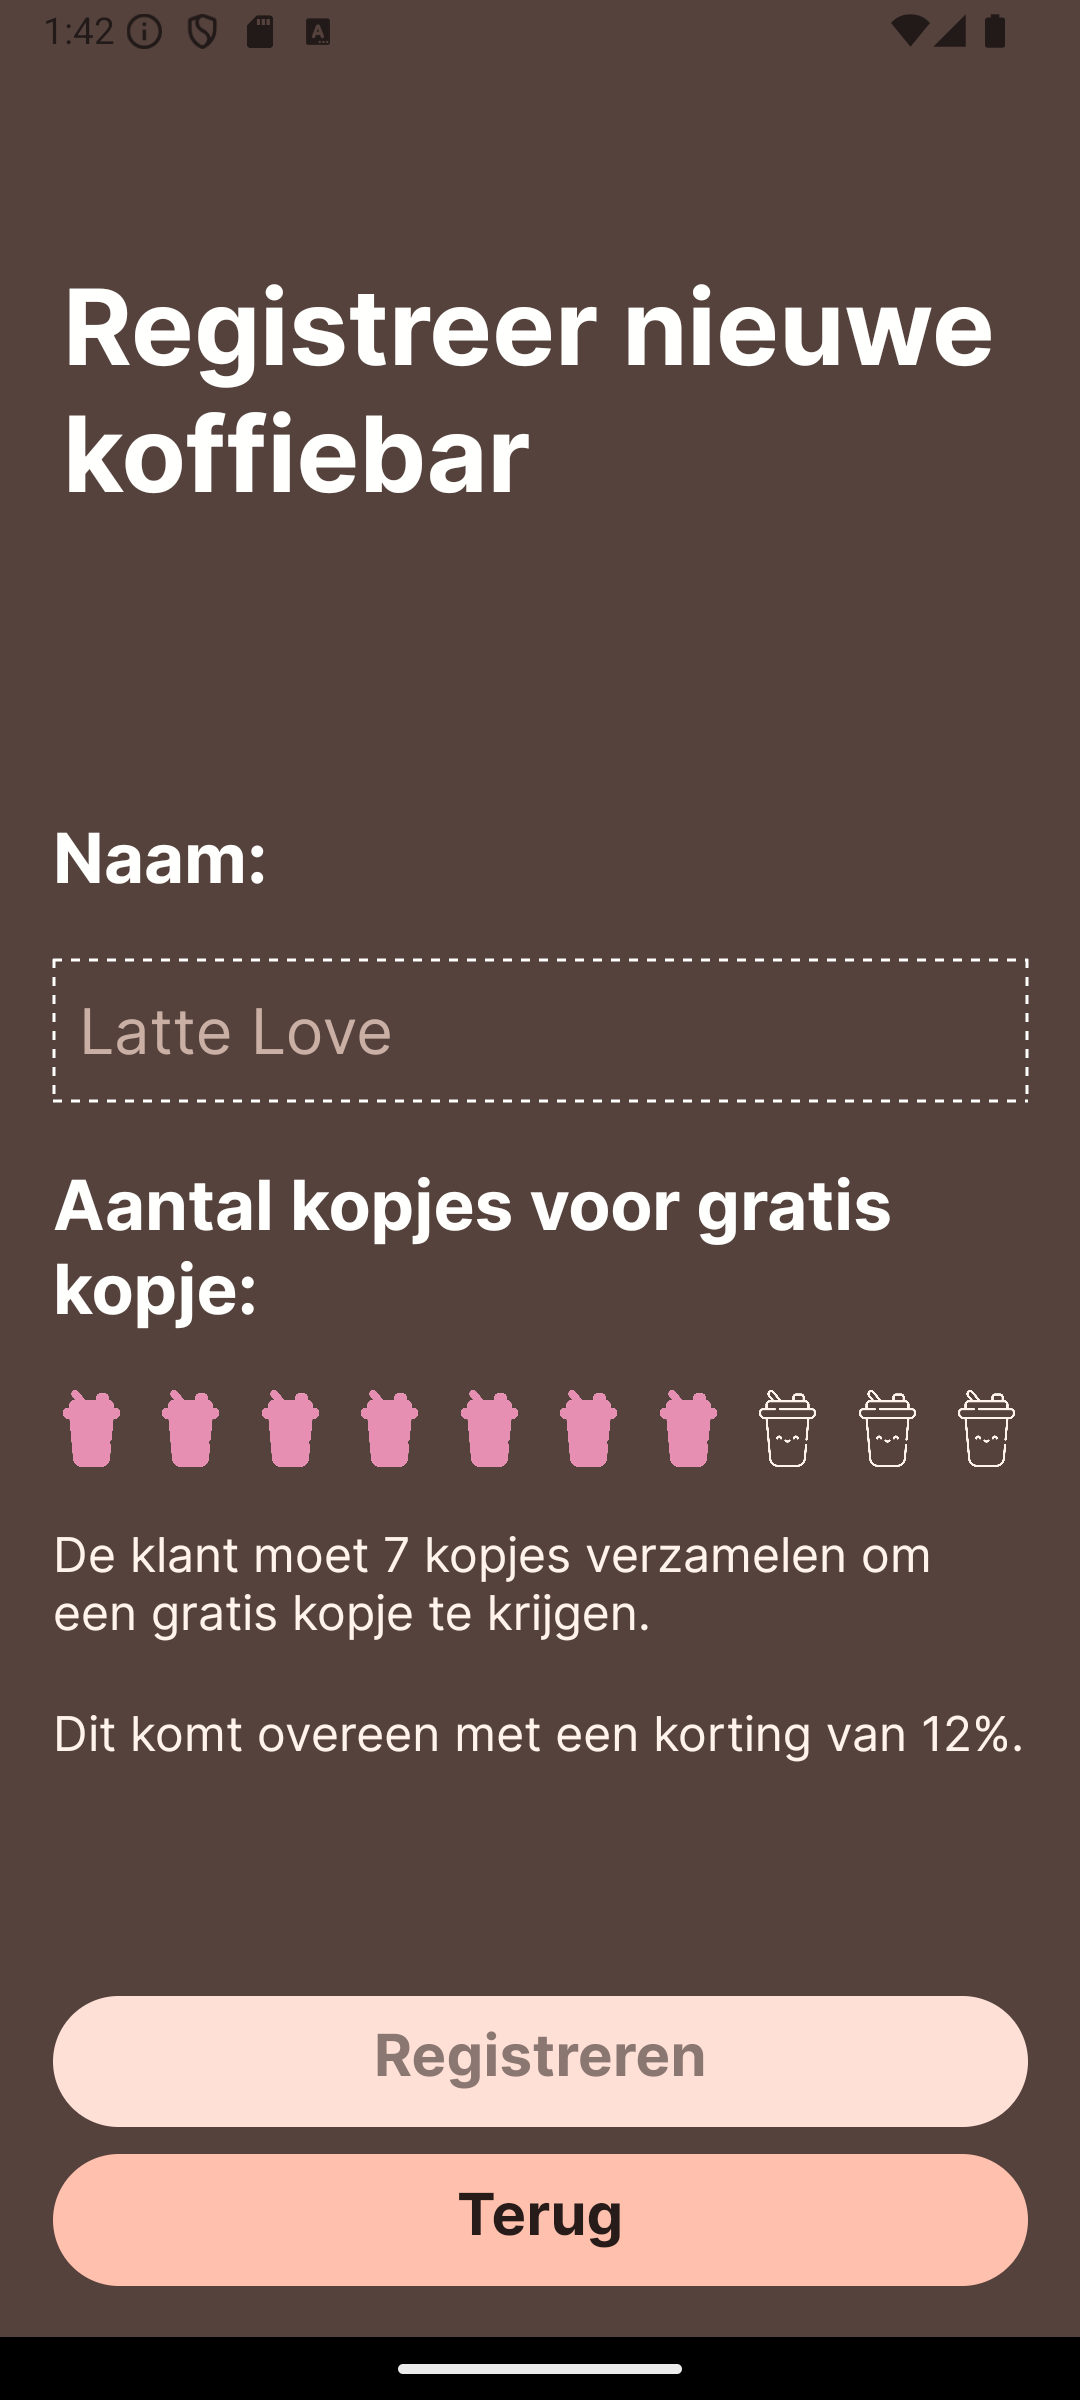 1:42
Registreer nieuwe
koffiebar
Naam:
Latte Love
Aantal kopjes voor gratis
kopje:
De klant moet 7 kopjes verzamelen om
een gratis kopje te krijgen.
Dit komt overeen met een korting van 12%.
Registreren
Terug